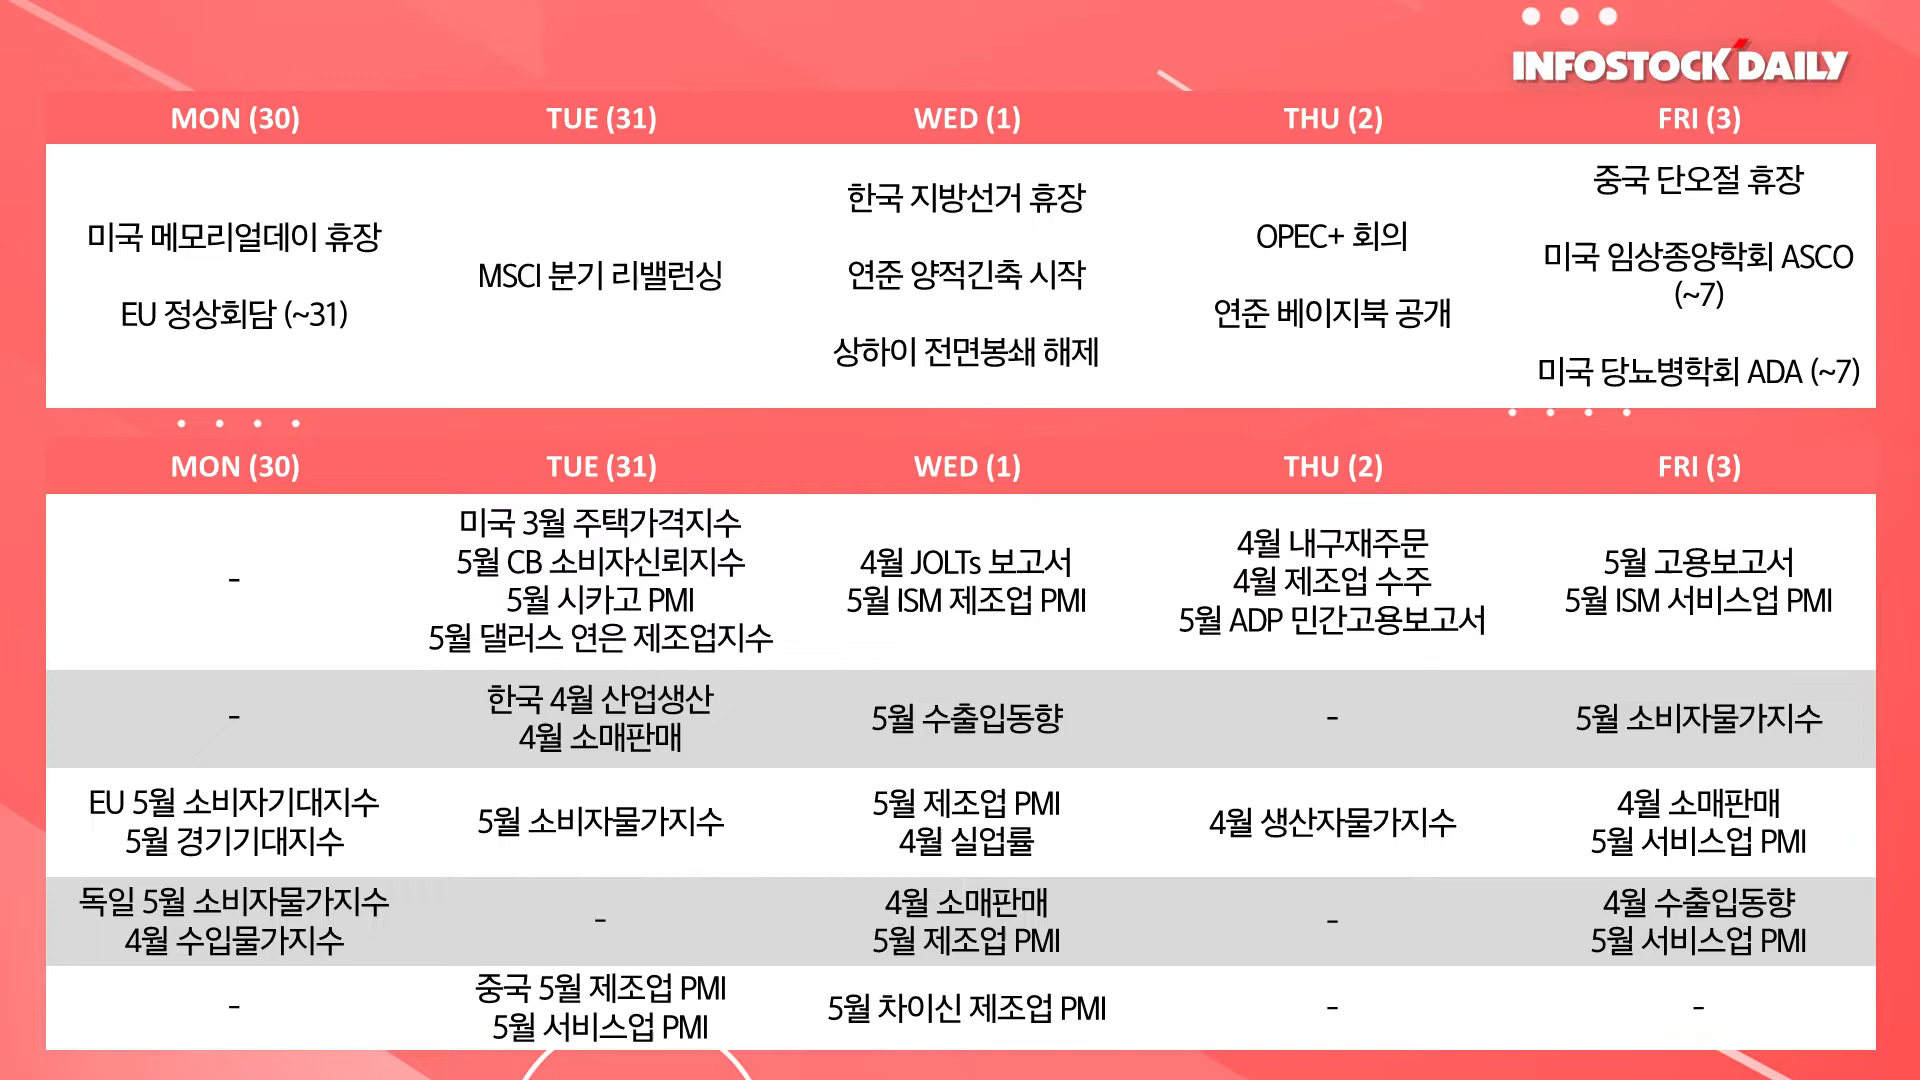 INFOSTOCK DAILY
MON (30)
TUE (31)
WED (1)
THU (2)
FRI (3)
미국 메모리얼데이 휴장
EU 정상회담 (~31)
MSCI 분기 리밸런싱
한국 지방선거 휴장
연준 양적긴축 시작
상하이 전면봉쇄 해제
OPEC+ 회의
연준 베이지북 공개
중국 단오절 휴장
미국 임상종양학회 ASCO
(~7)
미국 당뇨병학회 ADA (~7)
MON (30)
TUE (31)
WED (1)
THU (2)
FRI (3)
-
미국 3월 주택가격지수
5월 CB 소비자신뢰지수
5월 시카고 PMI
5월 댈러스 연은 제조업지수
4월 JOLTs 보고서
5월 ISM 제조업 PMI
4월 내구재주문
4월 제조업 수주
5월 ADP 민간고용보고서
5월 고용보고서
5월 ISM 서비스업 PMI
-
한국 4월 산업생산
4월 소매판매
5월 수출입동향
-
5월 소비자물가지수
EU 5월 소비자기대지수
5월 경기기대지수
5월 소비자물가지수
5월 제조업 PMI
4월 실업률
4월 생산자물가지수
4월 소매판매
5월 서비스업 PMI
독일 5월 소비자물가지수
4월 수입물가지수
-
4월 소매판매
5월 제조업 PMI
-
4월 수출입동향
5월 서비스업 PMI
-
중국 5월 제조업 PMI
5월 서비스업 PMI
5월 차이신 제조업 PMI
-
-